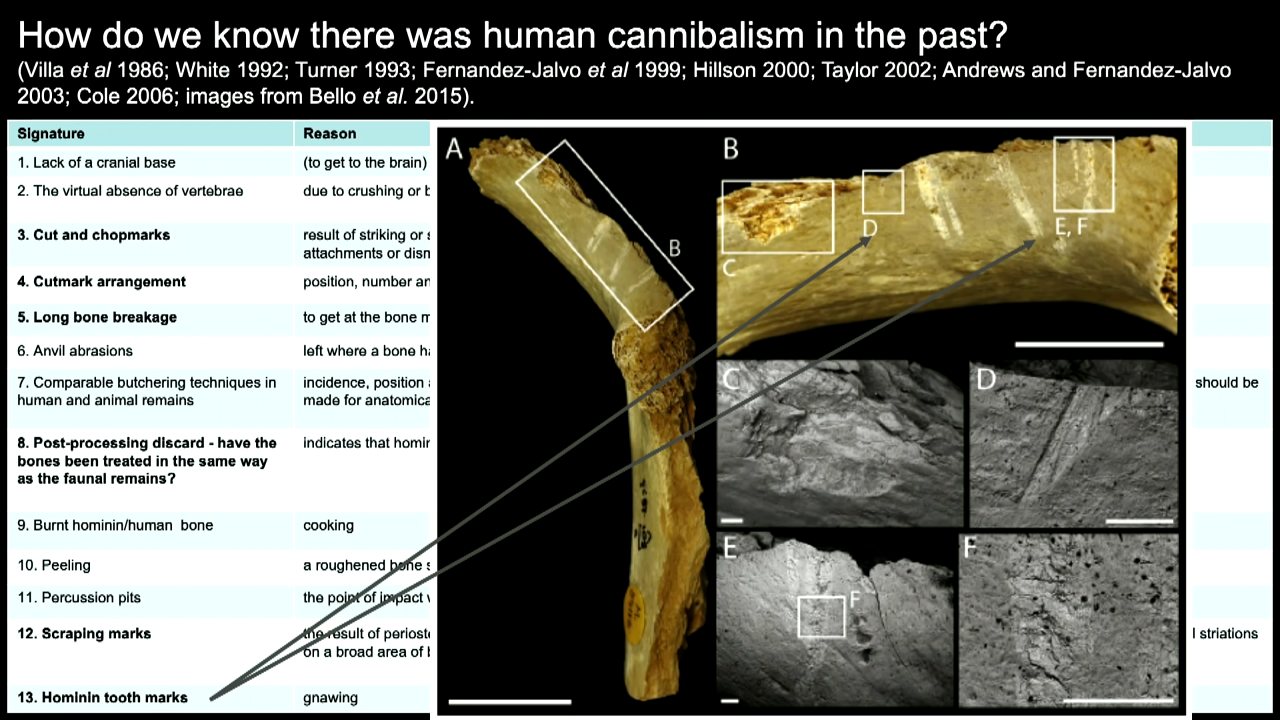 How do we know there was human cannibalism in the past?
(Villa et al 1986; White 1992; Turner 1993; Fernandez-Jalvo et al 1999; Hillson 2000; Taylor 2002; Andrews and Fernandez-Jalvo
2003; Cole 2006; images from Bello et al. 2015).
Signature Reason
1. Lack of a cranial base (to get to the brain)
2. The virtual absence of vertebrae due to crushing or
3. Cut and chopmarks result of striking or
attachments or
4. Cutmark arrangement position, number
5. Long bone breakage to get at the bone
6. Anvil abrasions left where a bone
7. Comparable butchering techniques in incidence, position should be
human and animal remains made for
8. Post-processing discard - have the indicates that
bones been treated in the same way
as the faunal remains?
9. Burnt hominin/human bone cooking
10. Peeling a roughened bone
11. Percussion pits the point of impact
12. Scraping marks the result of striations
on a broad area of
13. Hominin tooth marks gnawing
A
B
B
C
D
E, F
C
D
E
F
F